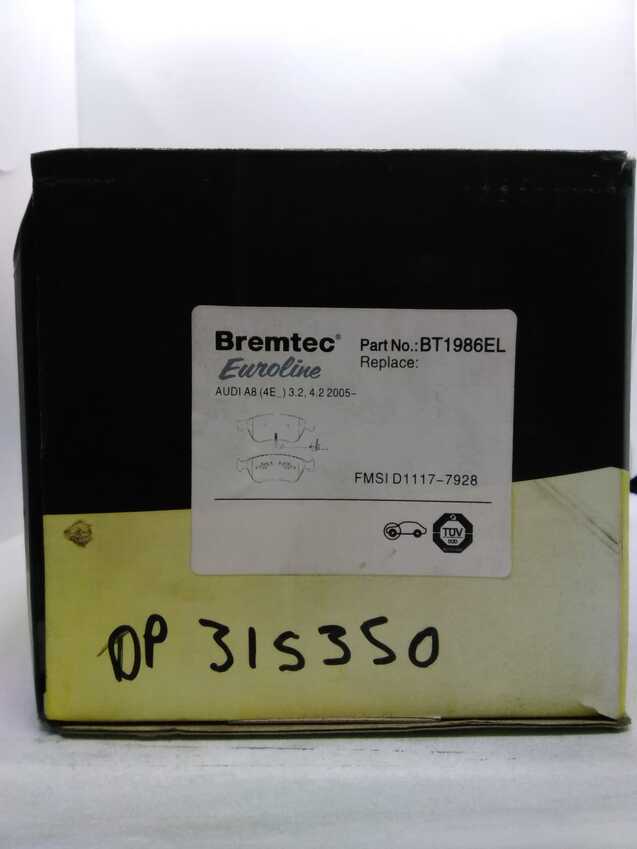 Bremtec®
Euroline
Part No.:BT1986EL
Replace:
AUDI A8 (4E_) 3.2, 4.2 2005-
FMSI D1117-7928
TÜV
DP 315350